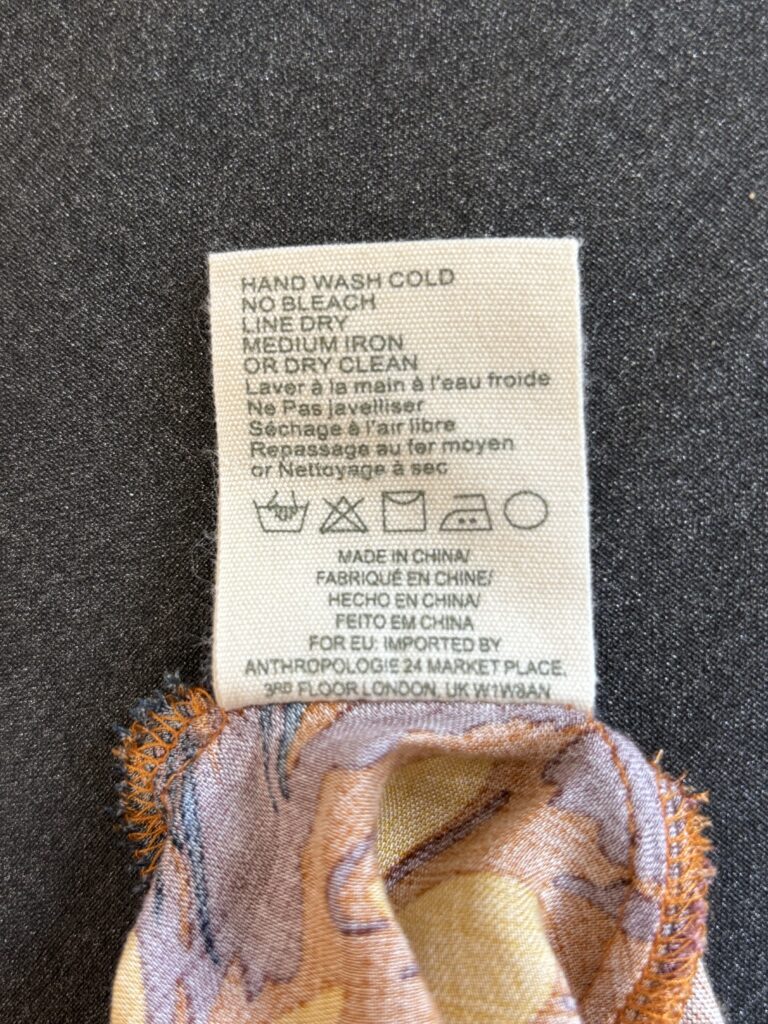 HAND WASH COLD
NO BLEACH
LINE DRY
MEDIUM IRON
OR DRY CLEAN
Laver à la main à l'eau froide
Ne Pas javelliser
Séchage à l'air libre
Repassage au fer moyen
or Nettoyage à sec
MADE IN CHINA/
FABRIQUÉ EN CHINE/
HECHO EN CHINA/
FEITO EM CHINA
FOR EU: IMPORTED BY
ANTHROPOLOGIE 24 MARKET PLACE,
3RD FLOOR LONDON, UK W1W8AN